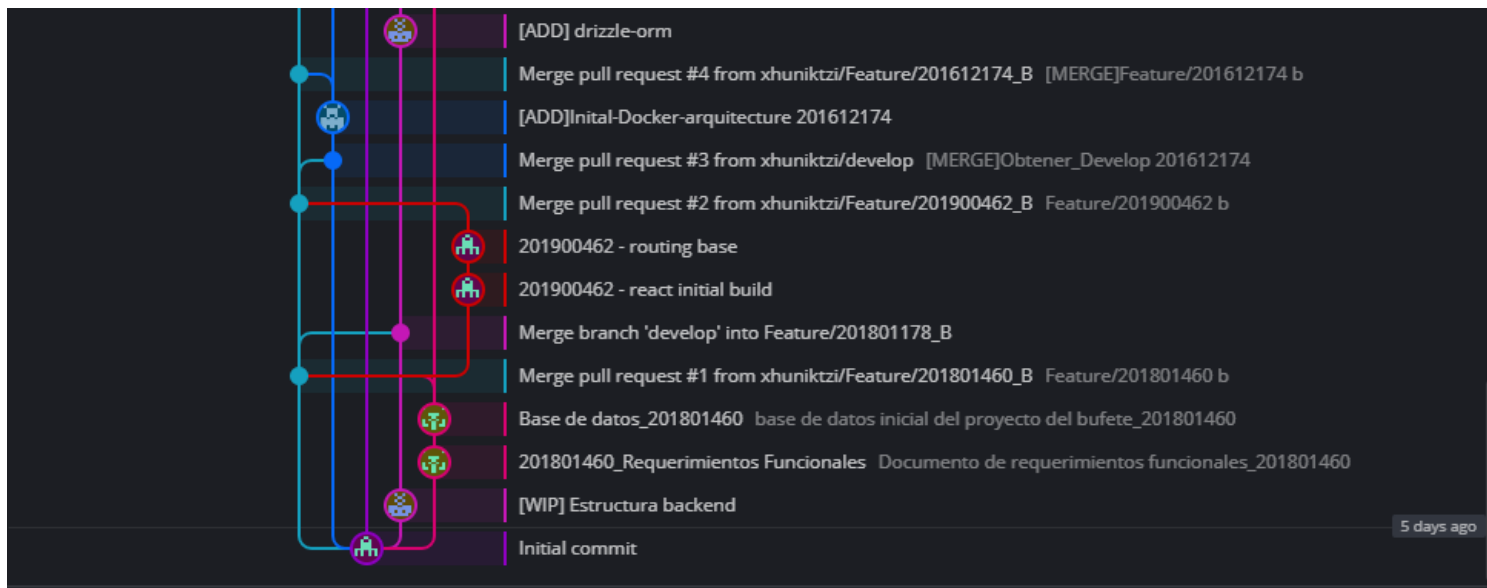 [ADD] drizzle-orm
Merge pull request #4 from xhuniktzi/Feature/201612174_B [MERGE]Feature/201612174 b
[ADD]Inital-Docker-arquitecture 201612174
Merge pull request #3 from xhuniktzi/develop [MERGE]Obtener_Develop 201612174
Merge pull request #2 from xhuniktzi/Feature/201900462_B Feature/201900462 b
201900462 - routing base
201900462 - react initial build
Merge branch 'develop' into Feature/201801178_B
Merge pull request #1 from xhuniktzi/Feature/201801460_B Feature/201801460 b
Base de datos_201801460 base de datos inicial del proyecto del bufete_201801460
201801460_Requerimientos Funcionales Documento de requerimientos funcionales_201801460
[WIP] Estructura backend
5 days ago
Initial commit